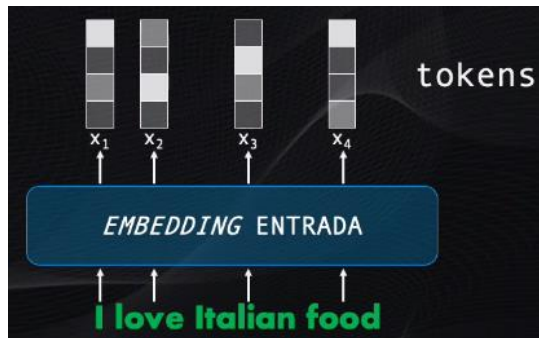 tokens
x₁ x₂ x₃ x₄
EMBEDDING ENTRADA
I love Italian food